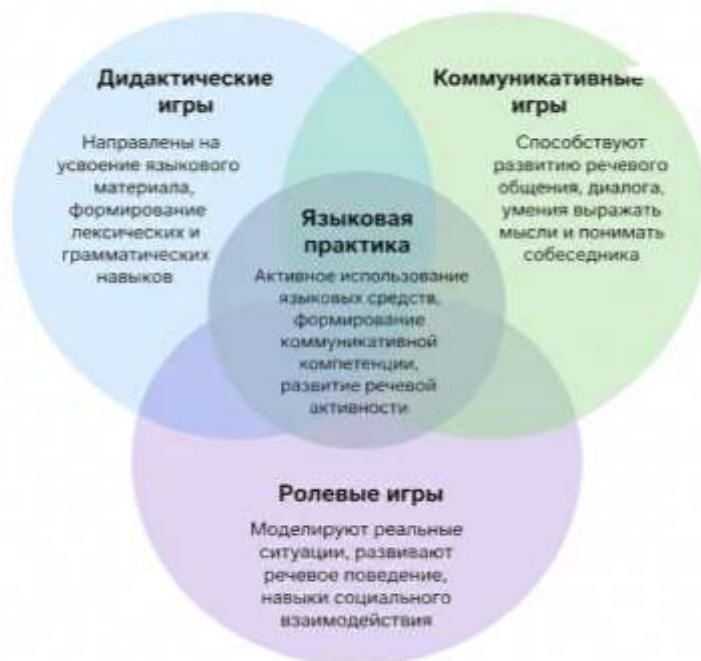 Дидактические
игры
Направлены на
усвоение языкового
материала,
формирование
лексических и
грамматических
навыков
Коммуникативные
игры
Способствуют
развитию речевого
общения, диалога,
умения выражать
мысли и понимать
собеседника
Языковая
практика
Активное использование
языковых средств,
формирование
коммуникативной
компетенции,
развитие речевой
активности
Ролевые игры
Моделируют реальные
ситуации, развивают
речевое поведение,
навыки социального
взаимодействия